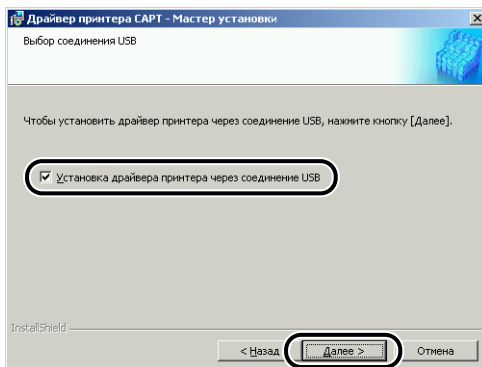 Драйвер принтера CAPT - Мастер установки
Выбор соединения USB
Чтобы установить драйвер принтера через соединение USB, нажмите кнопку [Далее].
Установка драйвера принтера через соединение USB
InstallShield
< Назад
Далее >
Отмена